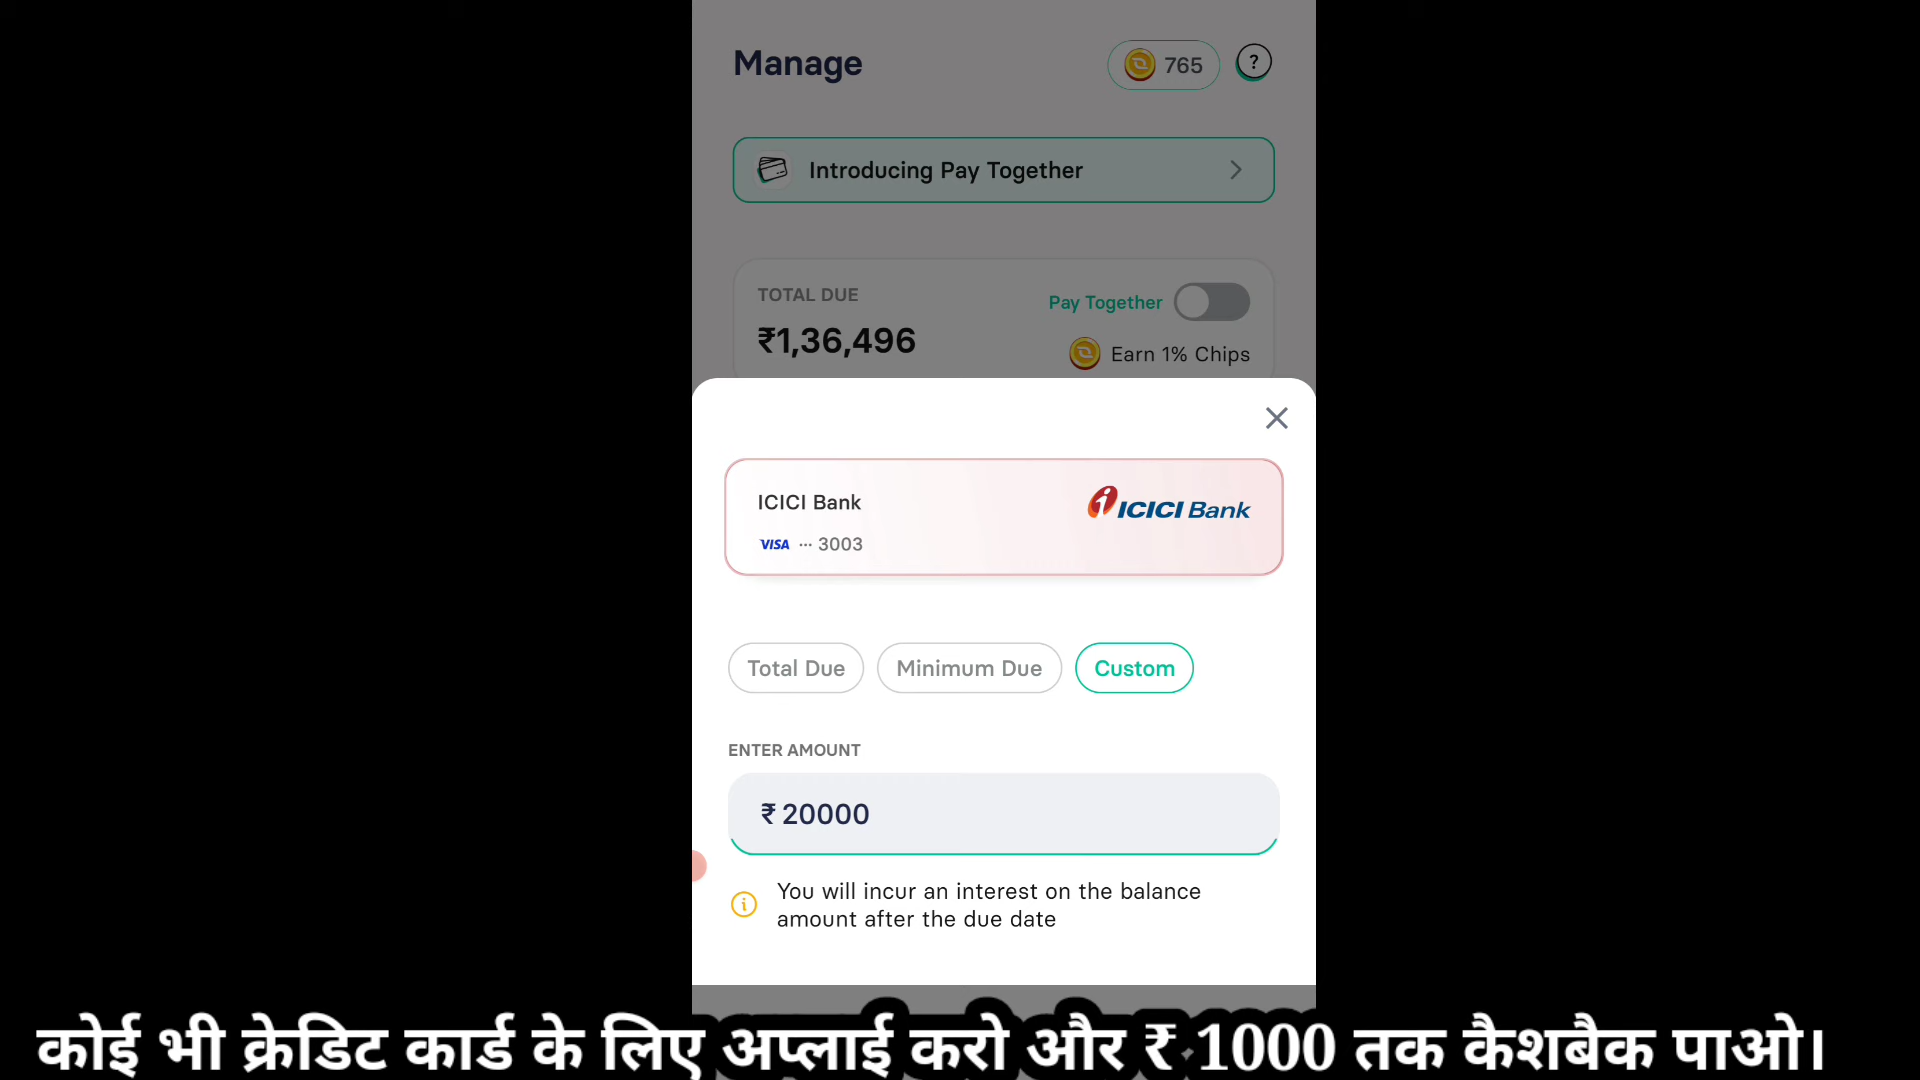 Manage
765
?
Introducing Pay Together
TOTAL DUE
Pay Together
₹1,36,496
Earn 1% Chips
ICICI Bank
ICICI Bank
VISA ··· 3003
Total Due
Minimum Due
Custom
ENTER AMOUNT
₹ 20000
You will incur an interest on the balance
amount after the due date
कोई भी क्रेडिट कार्ड के लिए अप्लाई करो और ₹ 1000 तक कैशबैक पाओ।